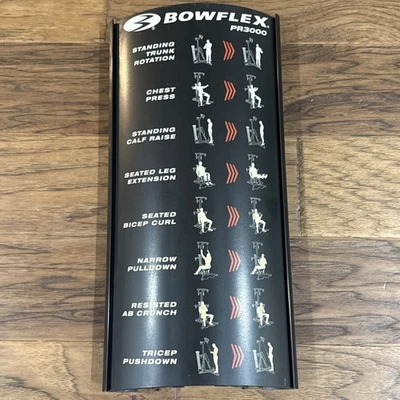 BOWFLEX
PR3000
STANDING
TRUNK
ROTATION
CHEST
PRESS
STANDING
CALF RAISE
SEATED LEG
EXTENSION
SEATED
BICEP CURL
NARROW
PULLDOWN
RESISTED
AB CRUNCH
TRICEP
PUSHDOWN